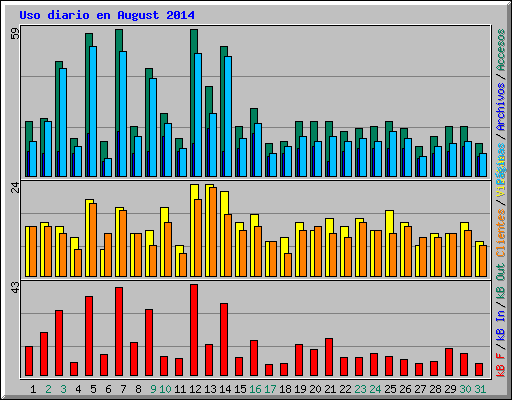 Uso diario en August 2014
59
24
43
1 2 3 4 5 6 7 8 9 10 11 12 13 14 15 16 17 18 19 20 21 22 23 24 25 26 27 28 29 30 31
kB F / kB In / kB Out Clientes / Páginas / Archivos / Accesos